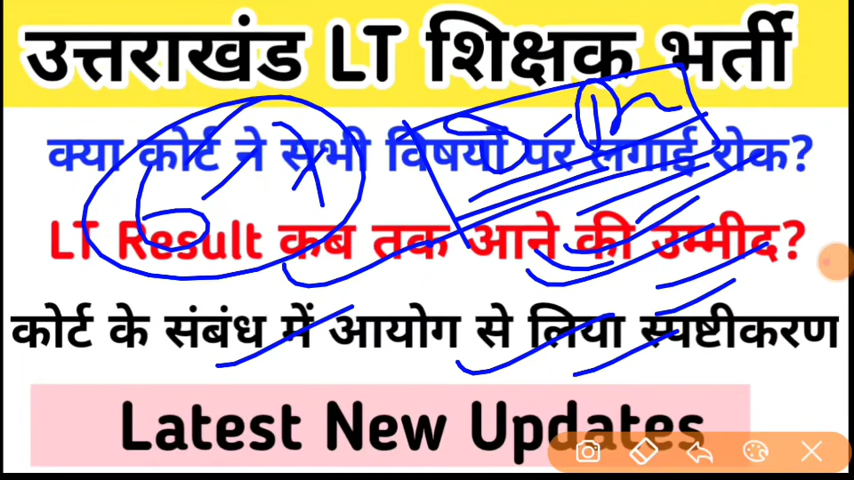 उत्तराखंड LT शिक्षक भर्ती
क्या कोर्ट ने सभी विषयों पर लगाई रोक?
LT Result कब तक आने की उम्मीद?
कोर्ट के संबंध में आयोग से लिया स्पष्टीकरण
Latest New Updates